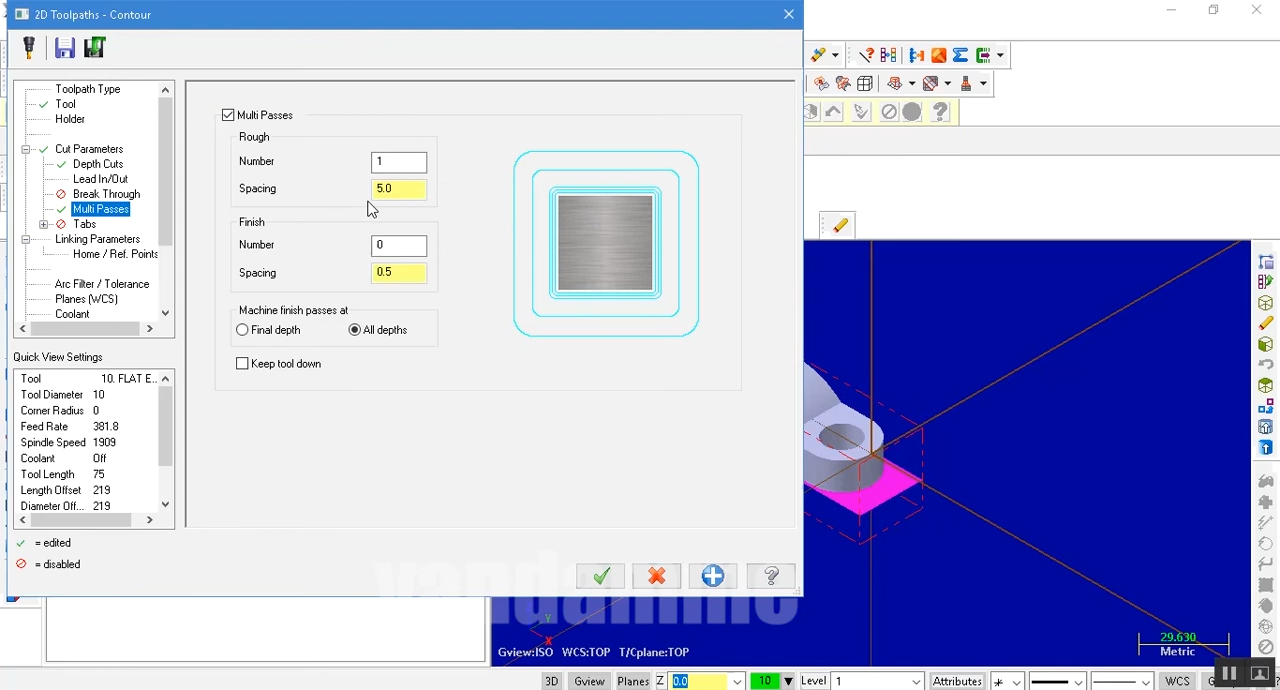 2D Toolpaths - Contour
Toolpath Type
Tool
Holder
Cut Parameters
Depth Cuts
Lead In/Out
Break Through
Multi Passes
Tabs
Linking Parameters
Home / Ref. Points
Arc Filter / Tolerance
Planes (WCS)
Coolant
Quick View Settings
Tool 10. FLAT E..
Tool Diameter 10
Corner Radius 0
Feed Rate 381.8
Spindle Speed 1909
Coolant Off
Tool Length 75
Length Offset 219
Diameter Off... 219
= edited
= disabled
Multi Passes
Rough
Number 1
Spacing 5.0
Finish
Number 0
Spacing 0.5
Machine finish passes at
Final depth All depths
Keep tool down
vandamme
Y
X
Gview:ISO WCS:TOP T/Cplane:TOP
29.630
Metric
3D Gview Planes Z 0.0 10 Level 1 Attributes WCS